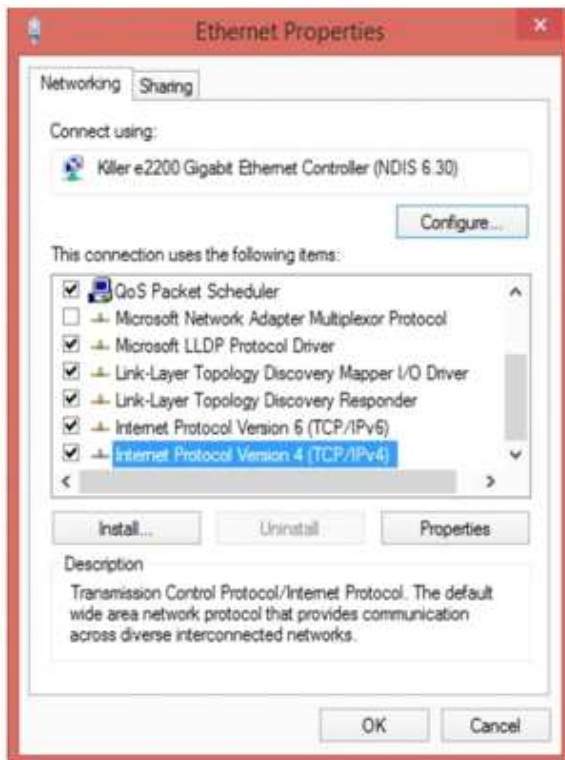 Ethernet Properties
Networking
Sharing
Connect using:
Killer e2200 Gigabit Ethernet Controller (NDIS 6.30)
Configure...
This connection uses the following items:
QoS Packet Scheduler
Microsoft Network Adapter Multiplexor Protocol
Microsoft LLDP Protocol Driver
Link-Layer Topology Discovery Mapper I/O Driver
Link-Layer Topology Discovery Responder
Internet Protocol Version 6 (TCP/IPv6)
Internet Protocol Version 4 (TCP/IPv4)
Install...
Uninstall
Properties
Description
Transmission Control Protocol/Internet Protocol. The default
wide area network protocol that provides communication
across diverse interconnected networks.
OK
Cancel